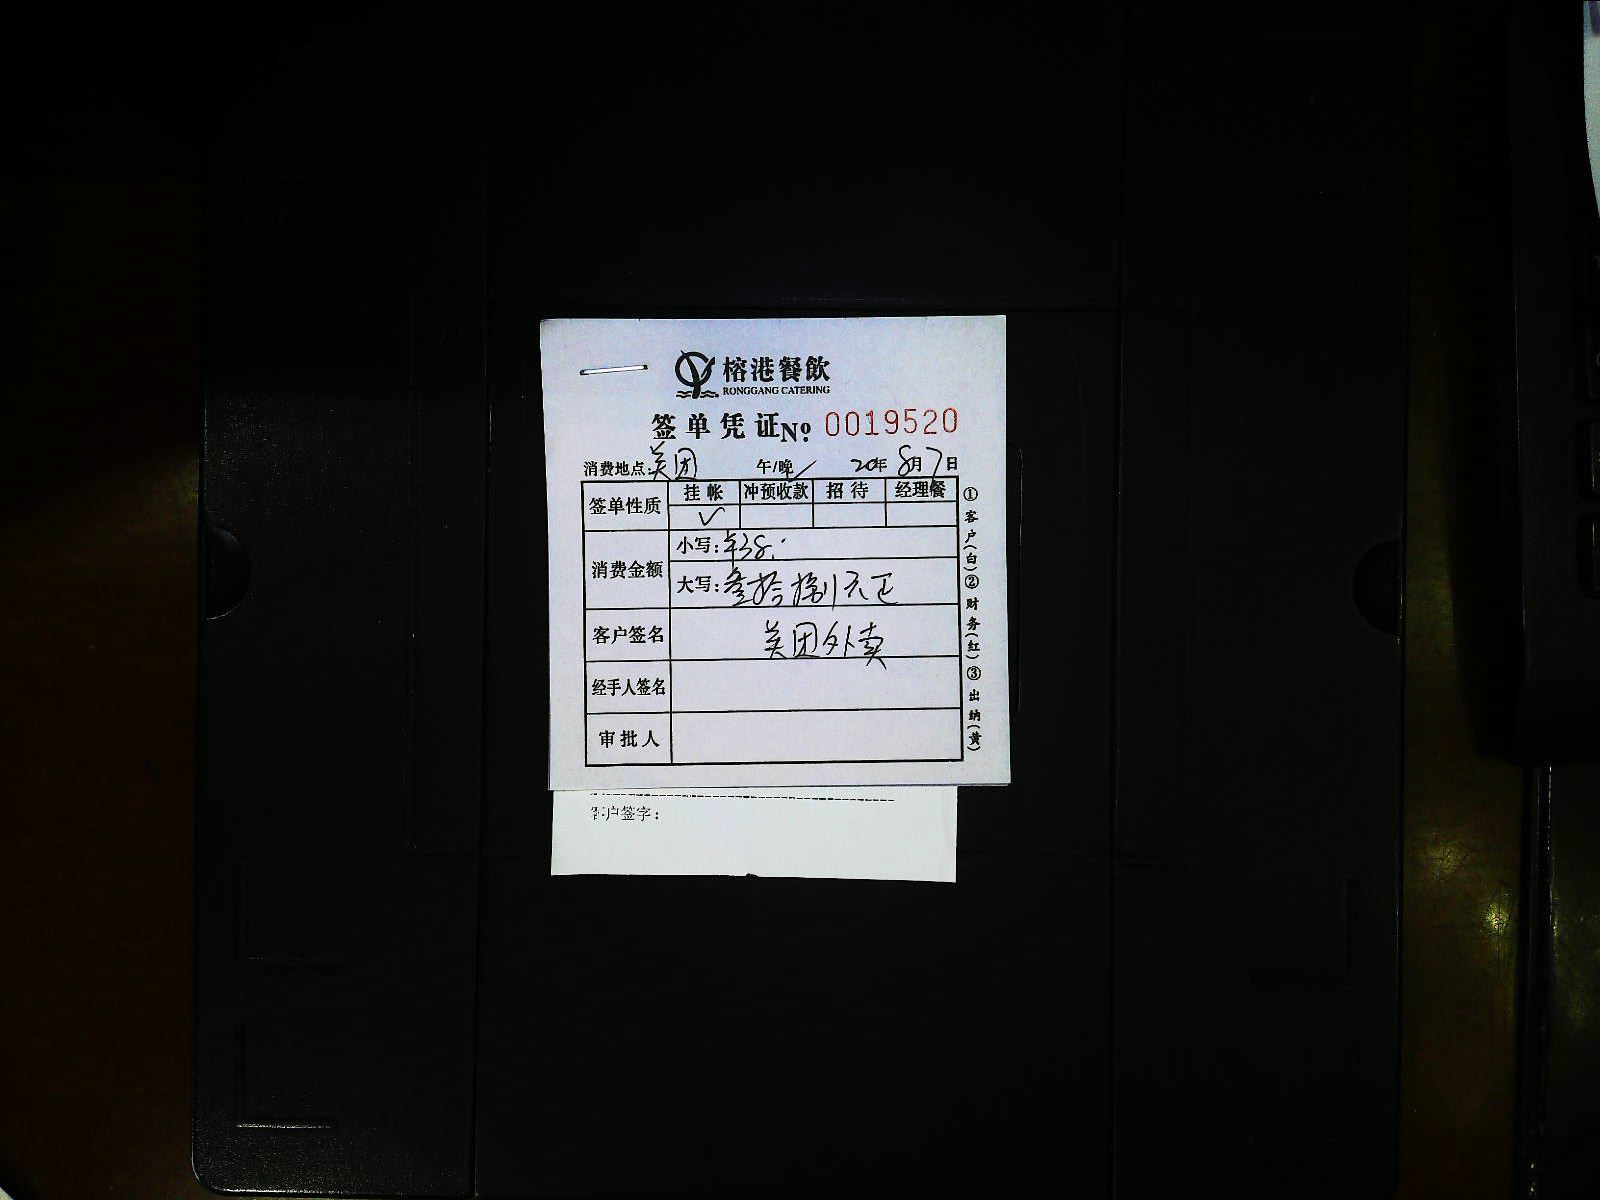 榕港餐飲
RONGGANG CATERING
签单凭证 No 0019520
消费地点:美团 午/晚 20年8月7日
签单性质 挂帐 冲预收款 招待 经理餐
✓
消费金额 小写:¥38.-
大写:叁拾捌元正
客户签名 美团外卖
经手人签名
审批人
①客户(白)②财务(红)③出纳(黄)
客户签字: